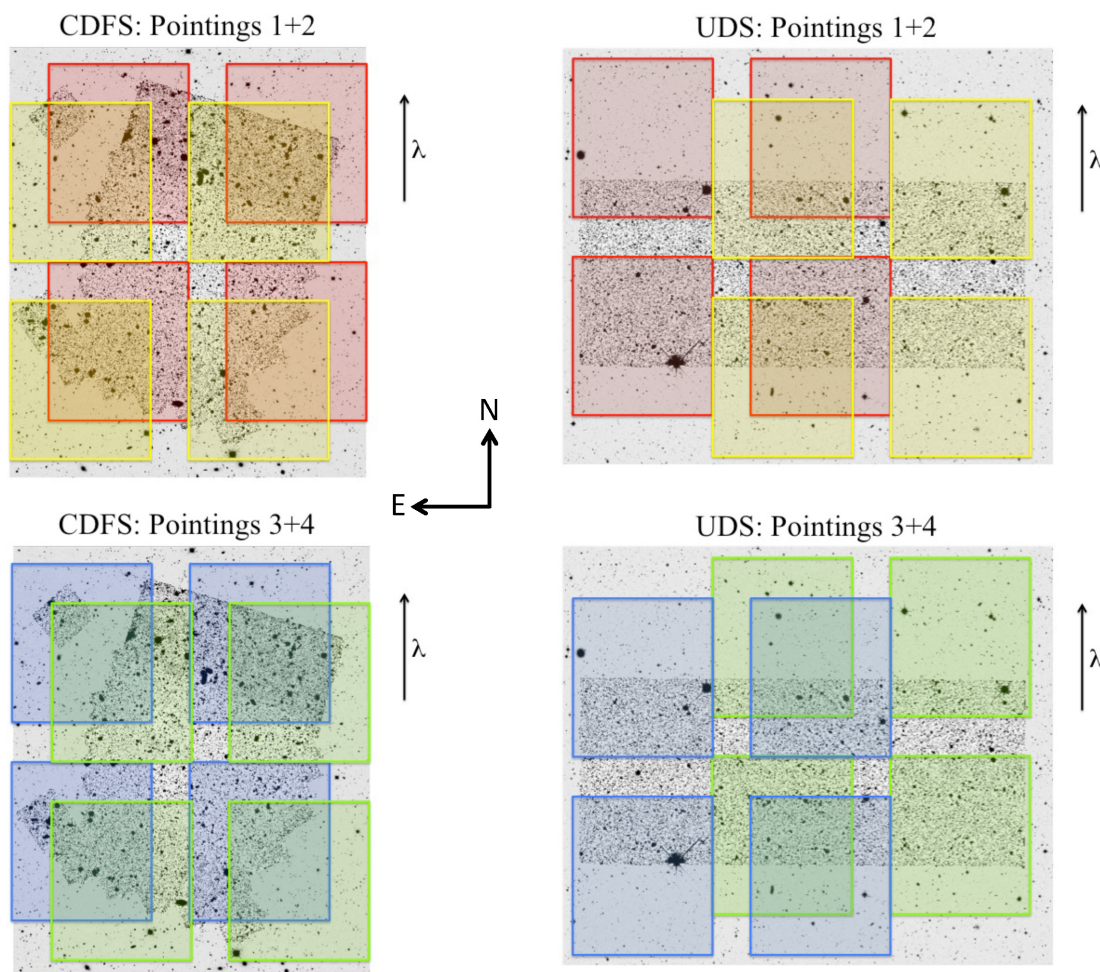 CDFS: Pointings 1+2
UDS: Pointings 1+2
λ
λ
N
E
CDFS: Pointings 3+4
UDS: Pointings 3+4
λ
λ